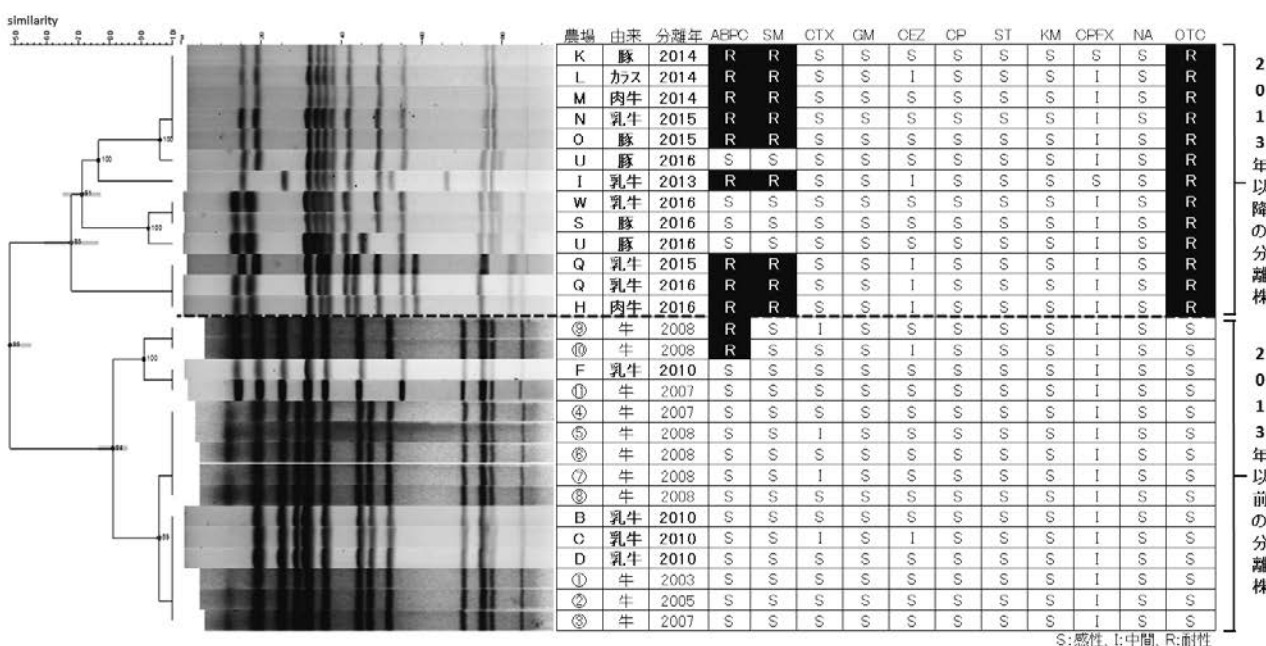 similarity
農場 由来 分離年 ABPC SM CTX GM CEZ CP ST KM CPFX NA OTC
K 豚 2014 R R S S S S S S S S R
L カラス 2014 R R S S I S S S I S R
M 肉牛 2014 R R S S S S S S I S R
N 乳牛 2015 R R S S S S S S I S R
O 豚 2015 R R S S S S S S I S R
U 豚 2016 S S S S S S S S I S R
I 乳牛 2013 R R S S I S S S S S R
W 乳牛 2016 S S S S S S S S I S R
S 豚 2016 S S S S S S S S I S R
U 豚 2016 S S S S S S S S I S R
Q 乳牛 2015 R R S S I S S S I S R
Q 乳牛 2016 R R S S I S S S I S R
H 肉牛 2016 R R S S I S S S I S R
⑨ 牛 2008 R S I S S S S S I S S
⑩ 牛 2008 R S S S I S S S I S S
F 乳牛 2010 S S S S S S S S I S S
⑪ 牛 2007 S S S S S S S S I S S
④ 牛 2007 S S S S S S S S I S S
⑤ 牛 2008 S S I S S S S S I S S
⑥ 牛 2008 S S S S S S S S I S S
⑦ 牛 2008 S S I S S S S S I S S
⑧ 牛 2008 S S S S S S S S I S S
B 乳牛 2010 S S S S S S S S I S S
C 乳牛 2010 S S I S I S S S I S S
D 乳牛 2010 S S S S S S S S I S S
① 牛 2003 S S S S S S S S I S S
② 牛 2005 S S S S S S S S I S S
③ 牛 2007 S S S S S S S S I S S
2013年以降の分離株
2013年以前の分離株
S:感性, I:中間, R:耐性